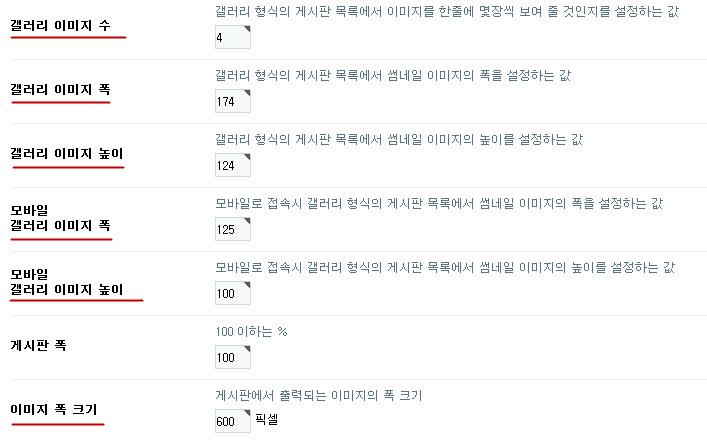 갤러리 형식의 게시판 목록에서 이미지를 한줄에 몇장씩 보여 줄 것인지를 설정하는 값
갤러리 이미지 수
4
갤러리 형식의 게시판 목록에서 썸네일 이미지의 폭을 설정하는 값
갤러리 이미지 폭
174
갤러리 형식의 게시판 목록에서 썸네일 이미지의 높이를 설정하는 값
갤러리 이미지 높이
124
모바일로 접속시 갤러리 형식의 게시판 목록에서 썸네일 이미지의 폭을 설정하는 값
모바일
갤러리 이미지 폭
125
모바일로 접속시 갤러리 형식의 게시판 목록에서 썸네일 이미지의 높이를 설정하는 값
모바일
갤러리 이미지 높이
100
100 이하는 %
게시판 폭
100
게시판에서 출력되는 이미지의 폭 크기
이미지 폭 크기
600 픽셀